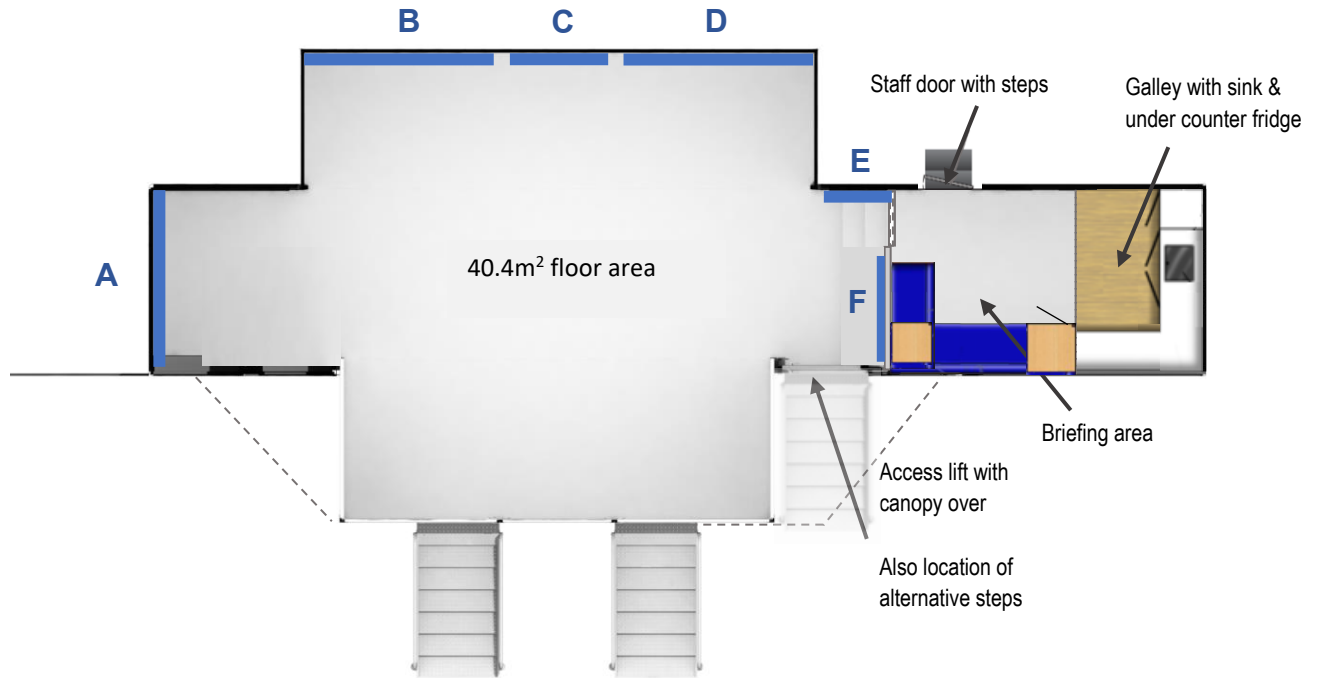 B
C
D
Staff door with steps
Galley with sink &
under counter fridge
E
A
40.4m² floor area
F
Briefing area
Access lift with
canopy over
Also location of
alternative steps